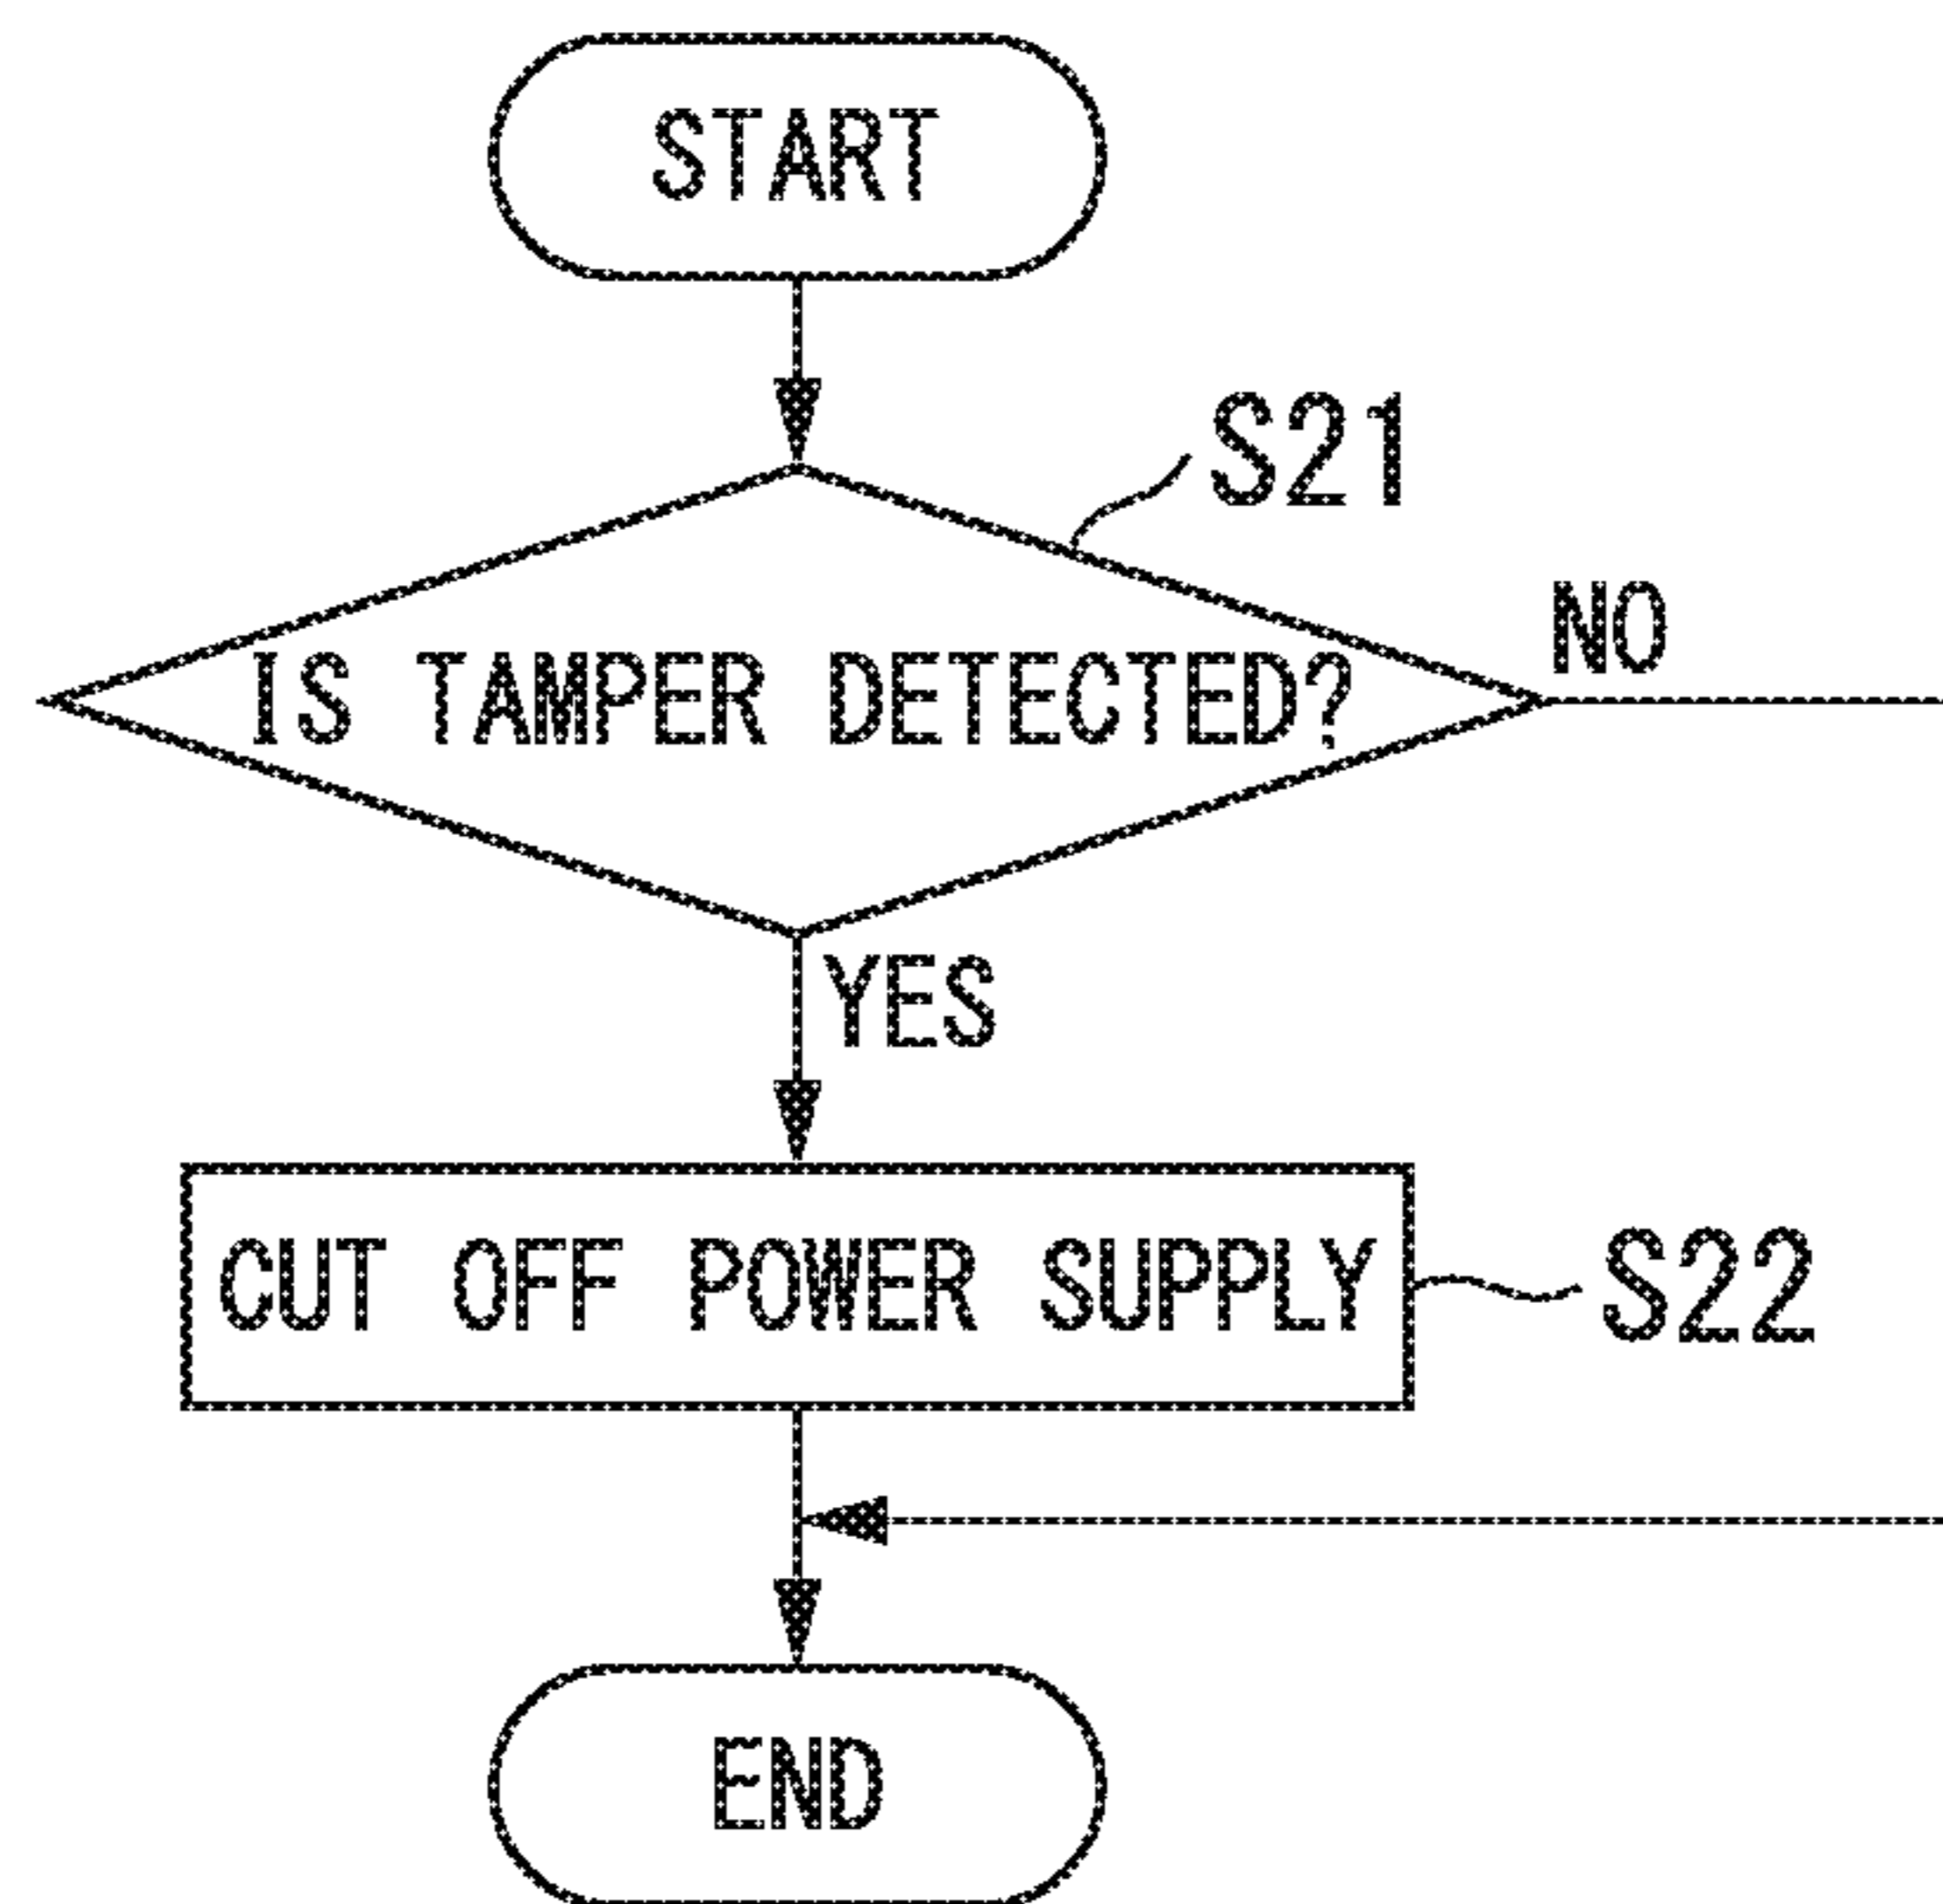 START
S21
IS TAMPER DETECTED?
NO
YES
CUT OFF POWER SUPPLY
S22
END